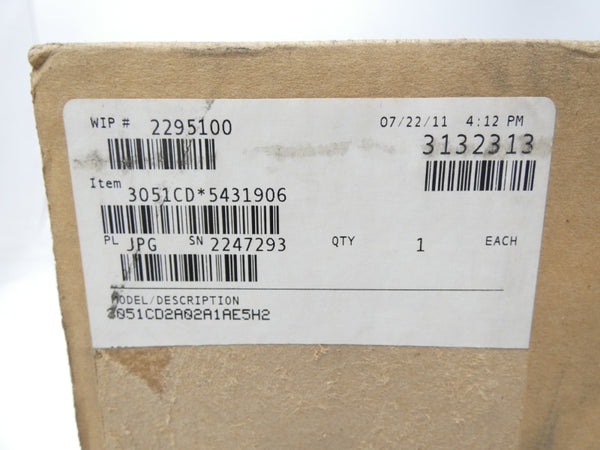 WIP # 2295100 07/22/11 4:12 PM
3132313
Item 3051CD*5431906
PL JPG SN 2247293 QTY 1 EACH
MODEL/DESCRIPTION
3051CD2A02A1AE5H2